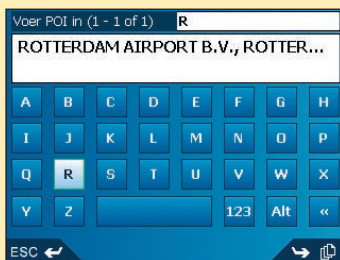 Voer POI in (1 - 1 of 1) R
ROTTERDAM AIRPORT B.V., ROTTER...
A B C D E F G H
I J K L M N O P
Q R S T U V W X
Y Z 123 Alt «
ESC